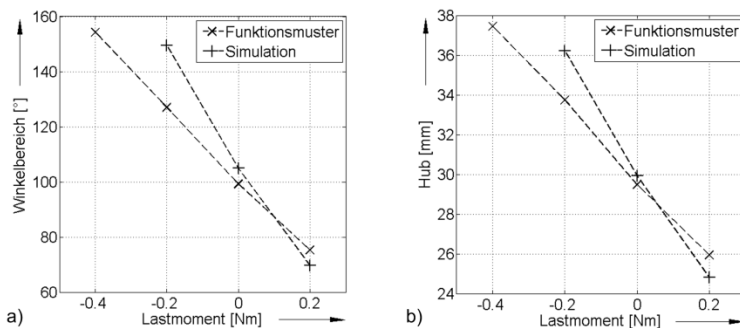 160
140
120
100
80
60
Winkelbereich [°]
Funktionsmuster
Simulation
-0.4 -0.2 0 0.2
a) Lastmoment [Nm]
38
36
34
32
30
28
26
24
Hub [mm]
Funktionsmuster
Simulation
-0.4 -0.2 0 0.2
b) Lastmoment [Nm]